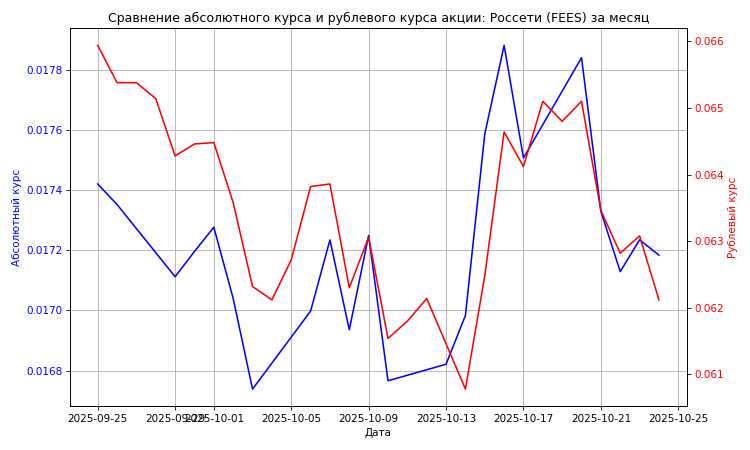 Сравнение абсолютного курса и рублевого курса акции: Россети (FEES) за месяц
0.0178
0.0176
0.0174
0.0172
0.0170
0.0168
Абсолютный курс
0.066
0.065
0.064
0.063
0.062
0.061
Рублевый курс
2025-09-25 2025-09-29 2025-10-01 2025-10-05 2025-10-09 2025-10-13 2025-10-17 2025-10-21 2025-10-25
Дата